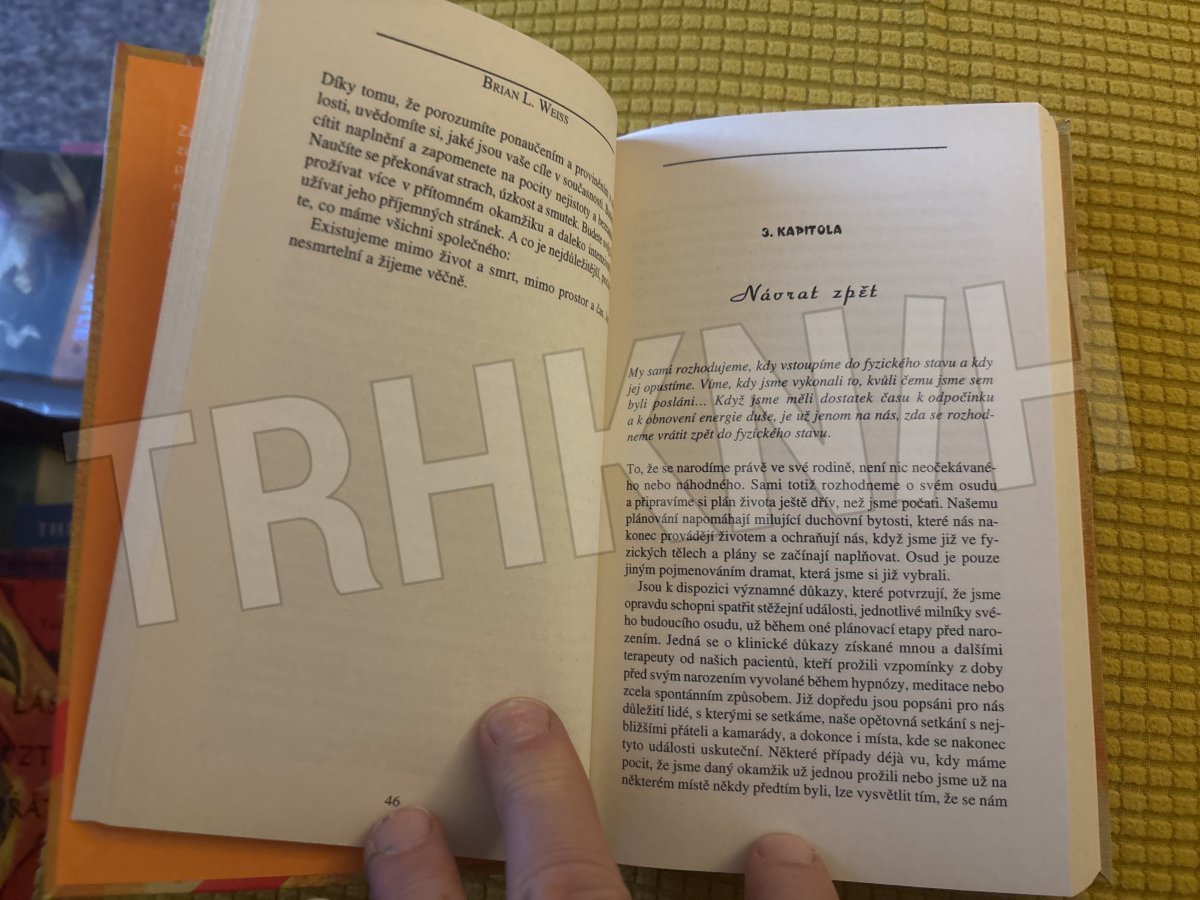 BRIAN L. WEISS
Díky tomu, že porozumíte ponaučením a proviněním
losti, uvědomíte si, jaké jsou vaše cíle v současnosti.
cítit naplnění a zapomenete na pocity nejistoty a
Naučíte se překonávat strach, úzkost a smutek. Budete
prožívat více v přítomném okamžiku a daleko
užívat jeho příjemných stránek. A co je nejdůležitější,
te, co máme všichni společného:
Existujeme mimo život a smrt, mimo prostor a čas.
nesmrtelní a žijeme věčně.
46
3. KAPITOLA
Návrat zpět
My sami rozhodujeme, kdy vstoupíme do fyzického stavu a kdy
jej opustíme. Víme, kdy jsme vykonali to, kvůli čemu jsme sem
byli posláni... Když jsme měli dostatek času k odpočinku
a k obnovení energie duše, je už jenom na nás, zda se rozhod-
neme vrátit zpět do fyzického stavu.
To, že se narodíme právě ve své rodině, není nic neočekávané-
ho nebo náhodného. Sami totiž rozhodneme o svém osudu
a připravíme si plán života ještě dřív, než jsme počati. Našemu
plánování napomáhají milující duchovní bytosti, které nás na-
konec provádějí životem a ochraňují nás, když jsme již ve fy-
zických tělech a plány se začínají naplňovat. Osud je pouze
jiným pojmenováním dramat, která jsme si již vybrali.
Jsou k dispozici významné důkazy, které potvrzují, že jsme
opravdu schopni spatřit stěžejní události, jednotlivé milníky své-
ho budoucího osudu, už během oné plánovací etapy před naro-
zením. Jedná se o klinické důkazy získané mnou a dalšími
terapeuty od našich pacientů, kteří prožili vzpomínky z doby
před svým narozením vyvolané během hypnózy, meditace nebo
zcela spontánním způsobem. Již dopředu jsou popsáni pro nás
důležití lidé, s kterými se setkáme, naše opětovná setkání s nej-
bližšími přáteli a kamarády, a dokonce i místa, kde se nakonec
tyto události uskuteční. Některé případy déjà vu, kdy máme
pocit, že jsme daný okamžik už jednou prožili nebo jsme už na
některém místě někdy předtím byli, lze vysvětlit tím, že se nám
TRHKNIH